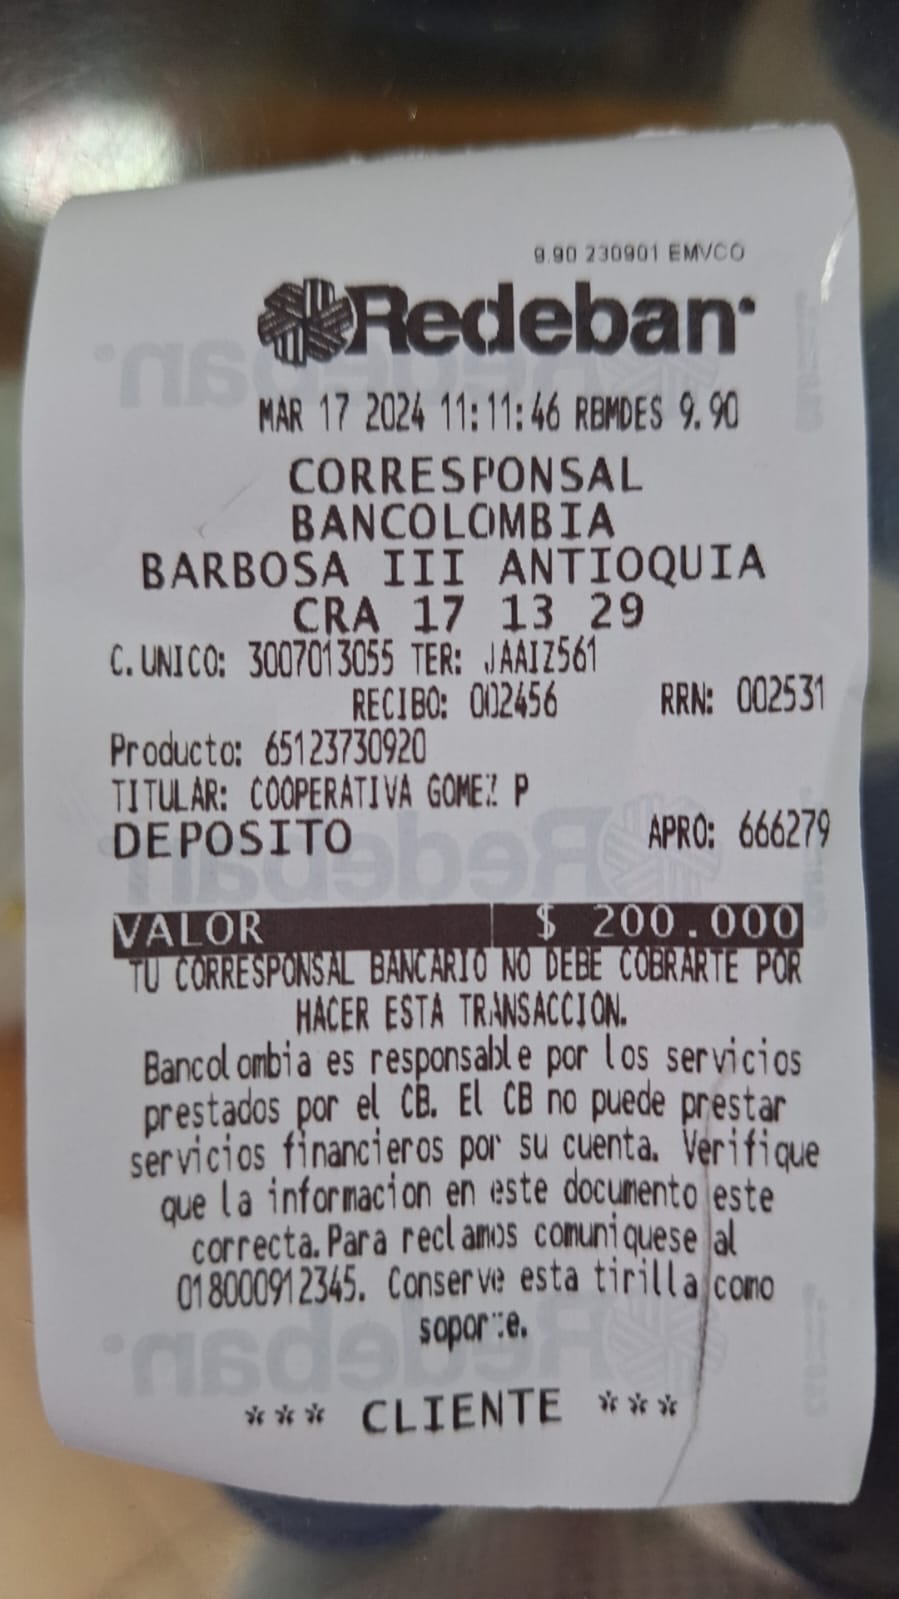 9.90 230901 EMVCO
Redeban
MAR 17 2024 11:11:46 RBMDES 9.90
CORRESPONSAL
BANCOLOMBIA
BARBOSA III ANTIOQUIA
CRA 17 13 29
C.UNICO: 3007013055 TER: JAAIZ561
RECIBO: 002456 RRN: 002531
Producto: 65123730920
TITULAR: COOPERATIVA GOMEZ P
DEPOSITO APRO: 666279
VALOR $ 200.000
TU CORRESPONSAL BANCARIO NO DEBE COBRARTE POR
HACER ESTA TRANSACCION.
Bancolombia es responsable por los servicios
prestados por el CB. El CB no puede prestar
servicios financieros por su cuenta. Verifique
que la informacion en este documento este
correcta.Para reclamos comuniquese al
018000912345. Conserve esta tirilla como
soporte.
*** CLIENTE ***